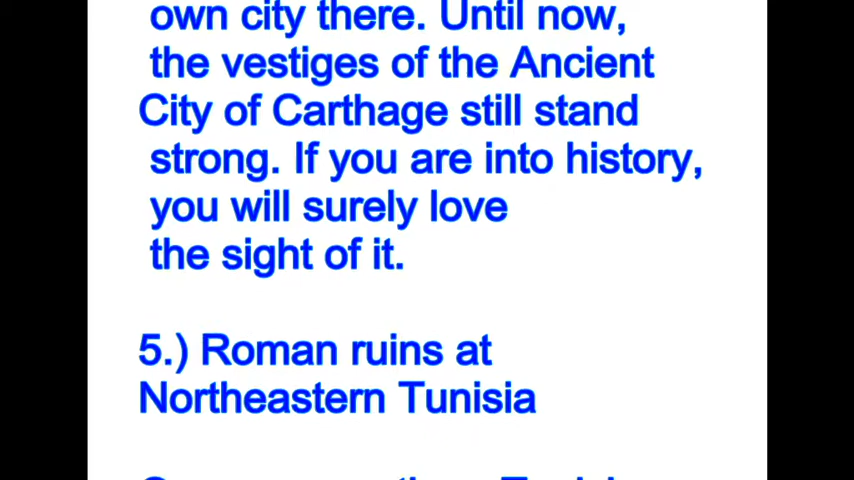 own city there. Until now,
the vestiges of the Ancient
City of Carthage still stand
strong. If you are into history,
you will surely love
the sight of it.
5.) Roman ruins at
Northeastern Tunisia